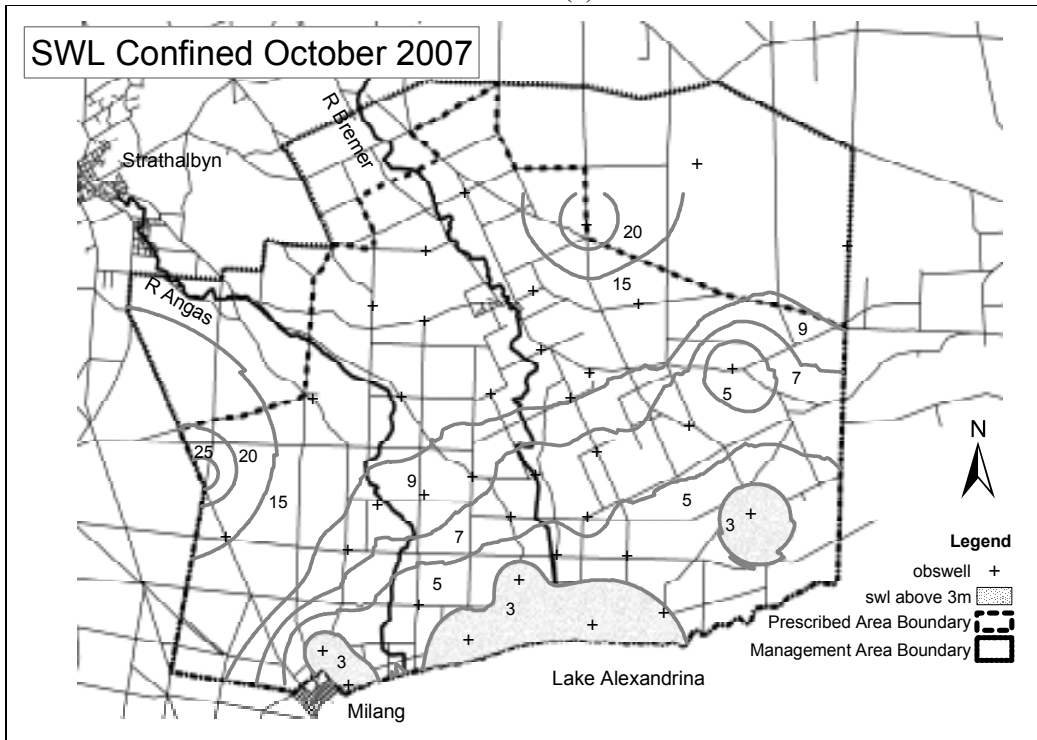 SWL Confined October 2007
R Bremer
Strathalbyn
20
15
R Angas
9
7
5
25
20
9
15
5
3
7
5
3
3
N
Legend
obswell
swl above 3m
Prescribed Area Boundary
Management Area Boundary
Lake Alexandrina
Milang